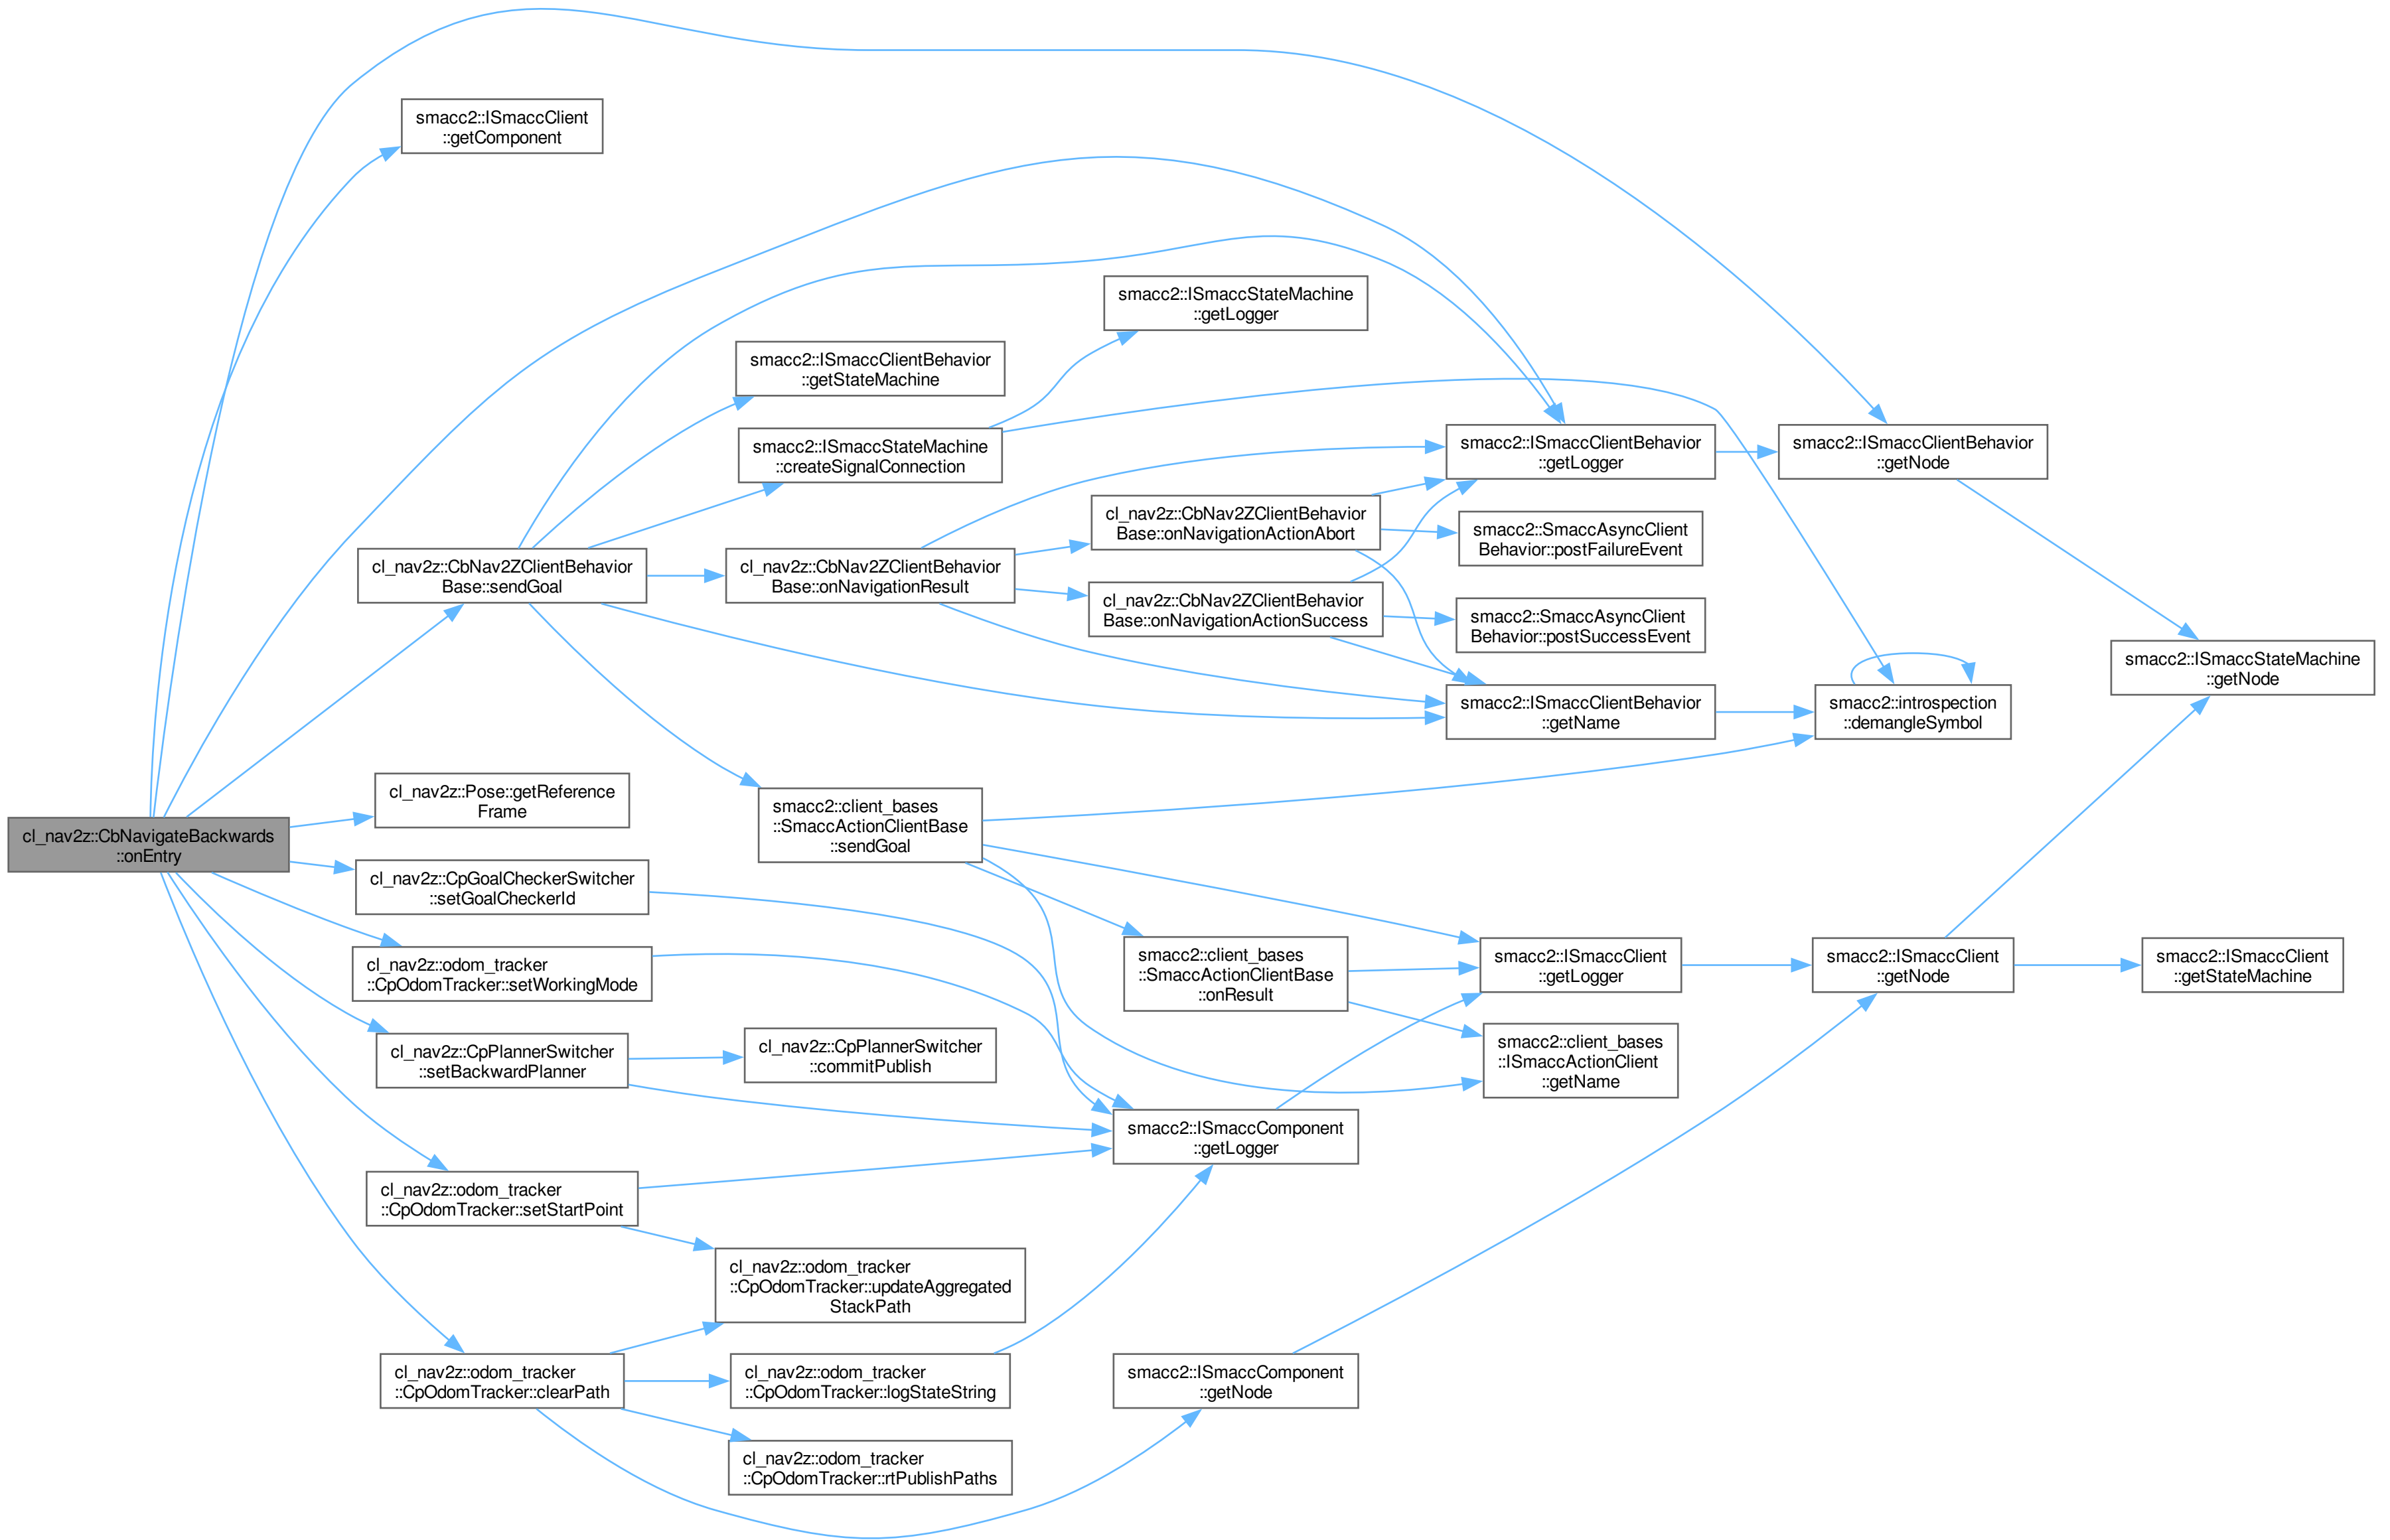 cl_nav2z::CbNavigateBackwards
::onEntry
smacc2::ISmaccClient
::getComponent
cl_nav2z::CbNav2ZClientBehavior
Base::sendGoal
cl_nav2z::Pose::getReference
Frame
cl_nav2z::CpGoalCheckerSwitcher
::setGoalCheckerId
cl_nav2z::odom_tracker
::CpOdomTracker::setWorkingMode
cl_nav2z::CpPlannerSwitcher
::setBackwardPlanner
cl_nav2z::odom_tracker
::CpOdomTracker::setStartPoint
cl_nav2z::odom_tracker
::CpOdomTracker::clearPath
smacc2::ISmaccClientBehavior
::getStateMachine
smacc2::ISmaccStateMachine
::createSignalConnection
cl_nav2z::CbNav2ZClientBehavior
Base::onNavigationResult
smacc2::client_bases
::SmaccActionClientBase
::sendGoal
cl_nav2z::CpPlannerSwitcher
::commitPublish
cl_nav2z::odom_tracker
::CpOdomTracker::updateAggregated
StackPath
cl_nav2z::odom_tracker
::CpOdomTracker::logStateString
cl_nav2z::odom_tracker
::CpOdomTracker::rtPublishPaths
smacc2::ISmaccStateMachine
::getLogger
cl_nav2z::CbNav2ZClientBehavior
Base::onNavigationActionAbort
cl_nav2z::CbNav2ZClientBehavior
Base::onNavigationActionSuccess
smacc2::client_bases
::SmaccActionClientBase
::onResult
smacc2::ISmaccComponent
::getLogger
smacc2::ISmaccComponent
::getNode
smacc2::ISmaccClientBehavior
::getLogger
smacc2::SmaccAsyncClient
Behavior::postFailureEvent
smacc2::SmaccAsyncClient
Behavior::postSuccessEvent
smacc2::ISmaccClientBehavior
::getName
smacc2::ISmaccClient
::getLogger
smacc2::client_bases
::ISmaccActionClient
::getName
smacc2::ISmaccClientBehavior
::getNode
smacc2::introspection
::demangleSymbol
smacc2::ISmaccClient
::getNode
smacc2::ISmaccStateMachine
::getNode
smacc2::ISmaccClient
::getStateMachine